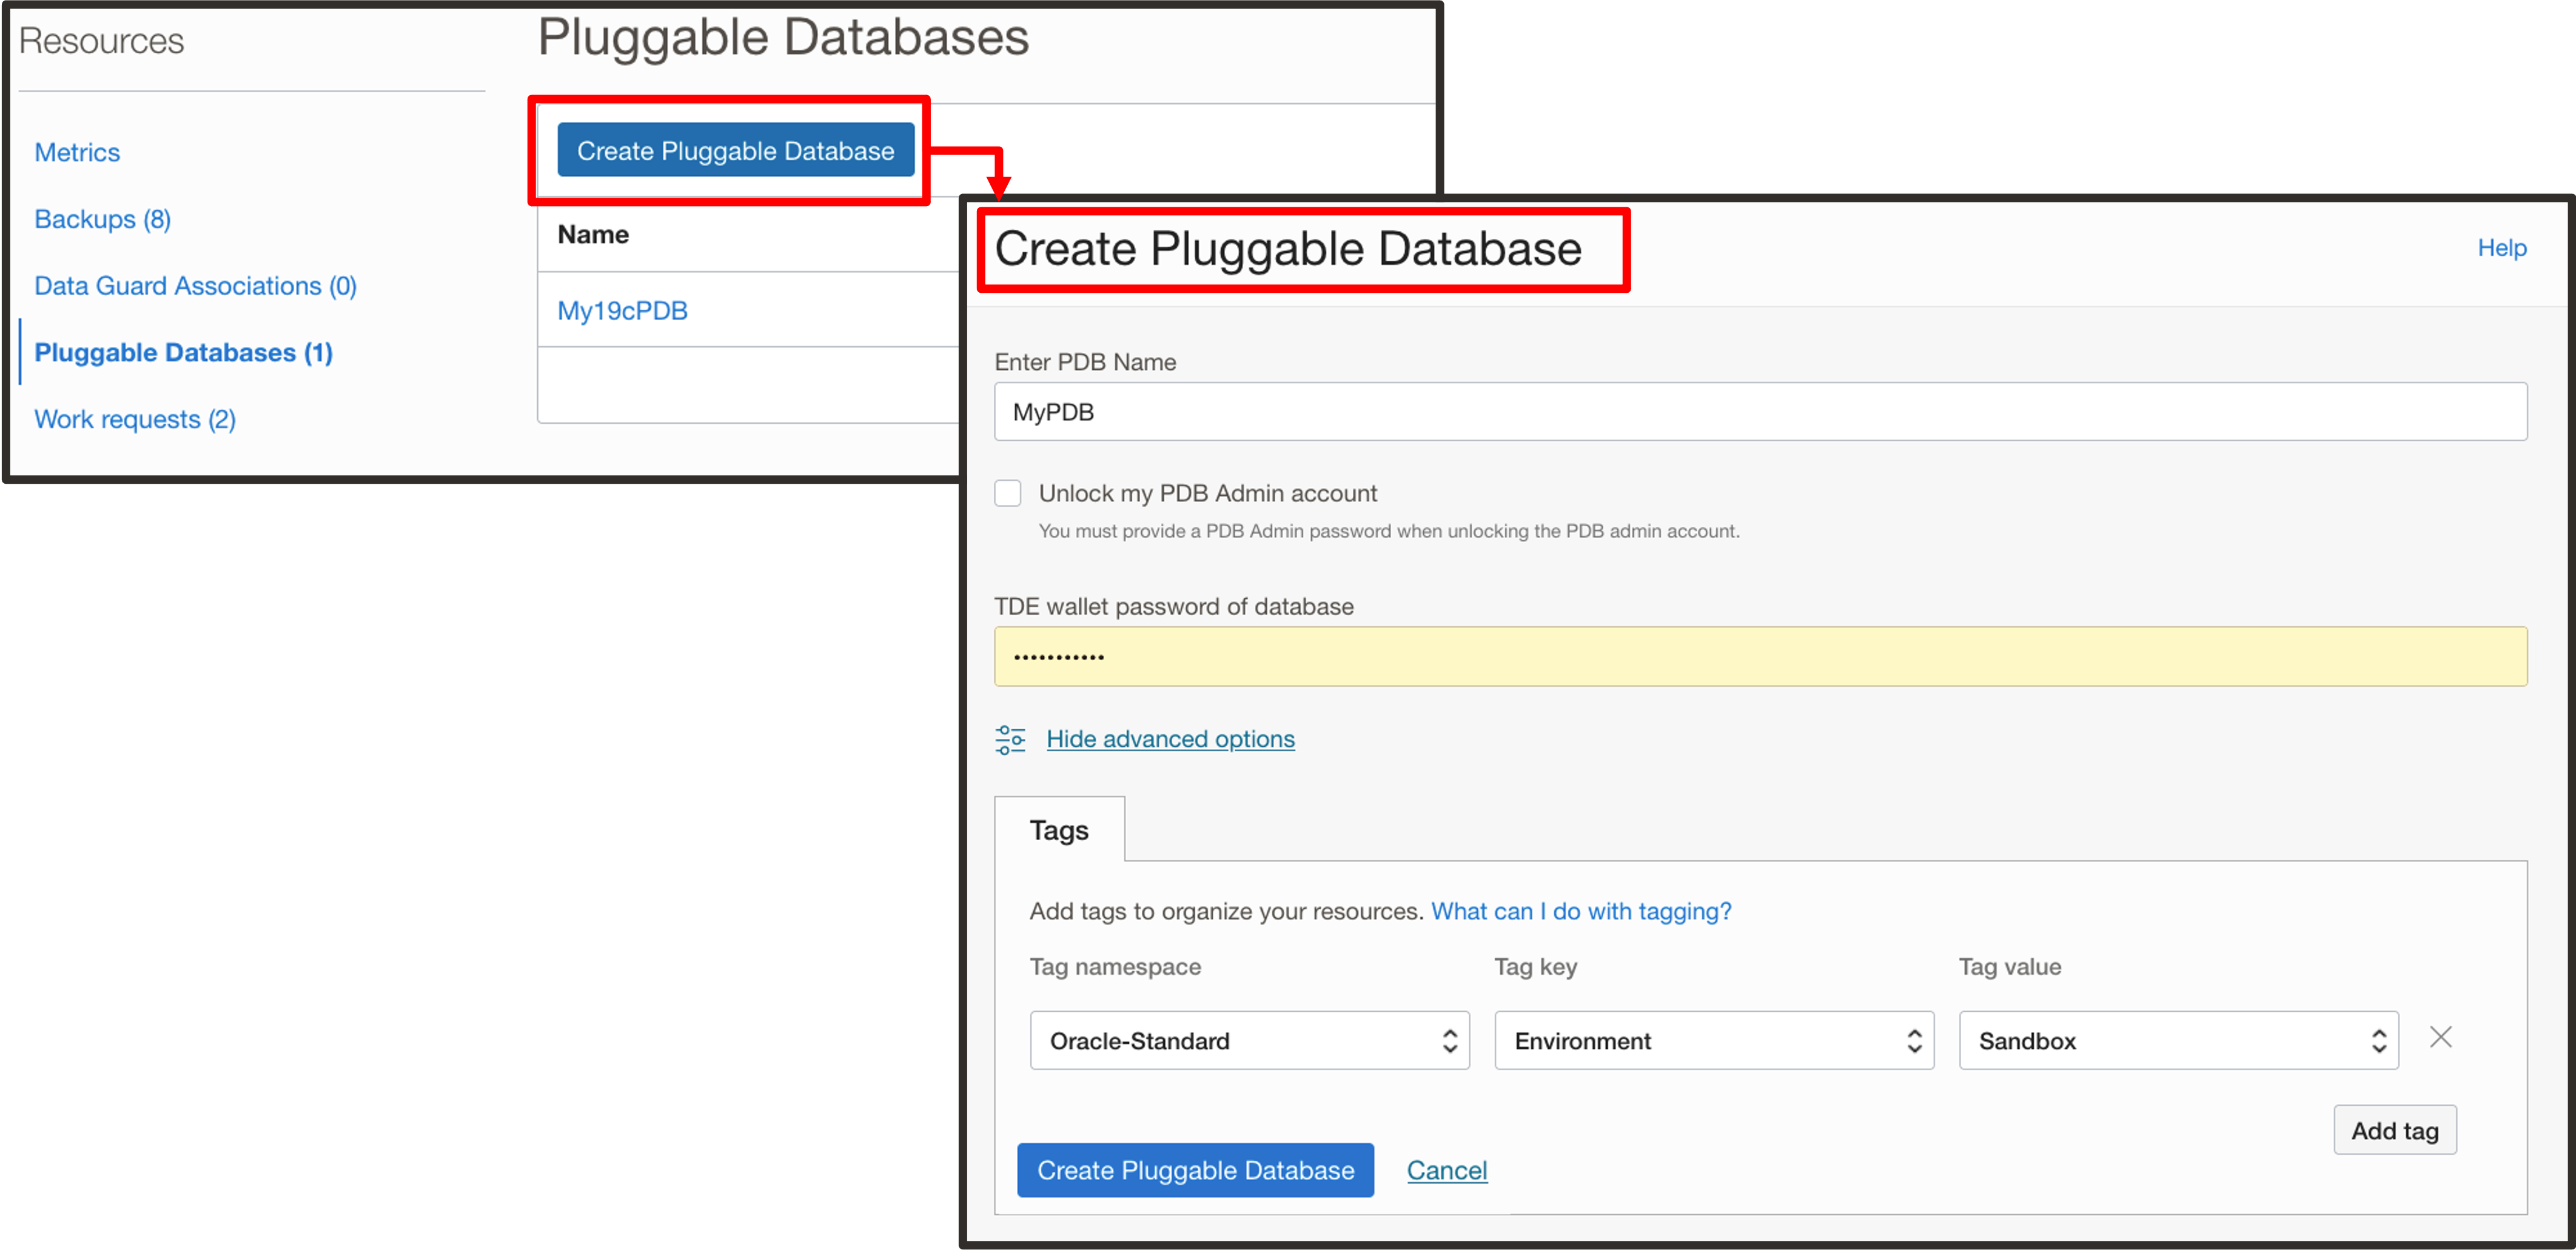 Resources
Metrics
Backups (8)
Data Guard Associations (0)
Pluggable Databases (1)
Work requests (2)
Pluggable Databases
Create Pluggable Database
Name
My19cPDB
Create Pluggable Database
Help
Enter PDB Name
MyPDB
Unlock my PDB Admin account
You must provide a PDB Admin password when unlocking the PDB admin account.
TDE wallet password of database
•••••••••••
Hide advanced options
Tags
Add tags to organize your resources. What can I do with tagging?
Tag namespace Tag key Tag value
Oracle-Standard Environment Sandbox
Add tag
Create Pluggable Database Cancel